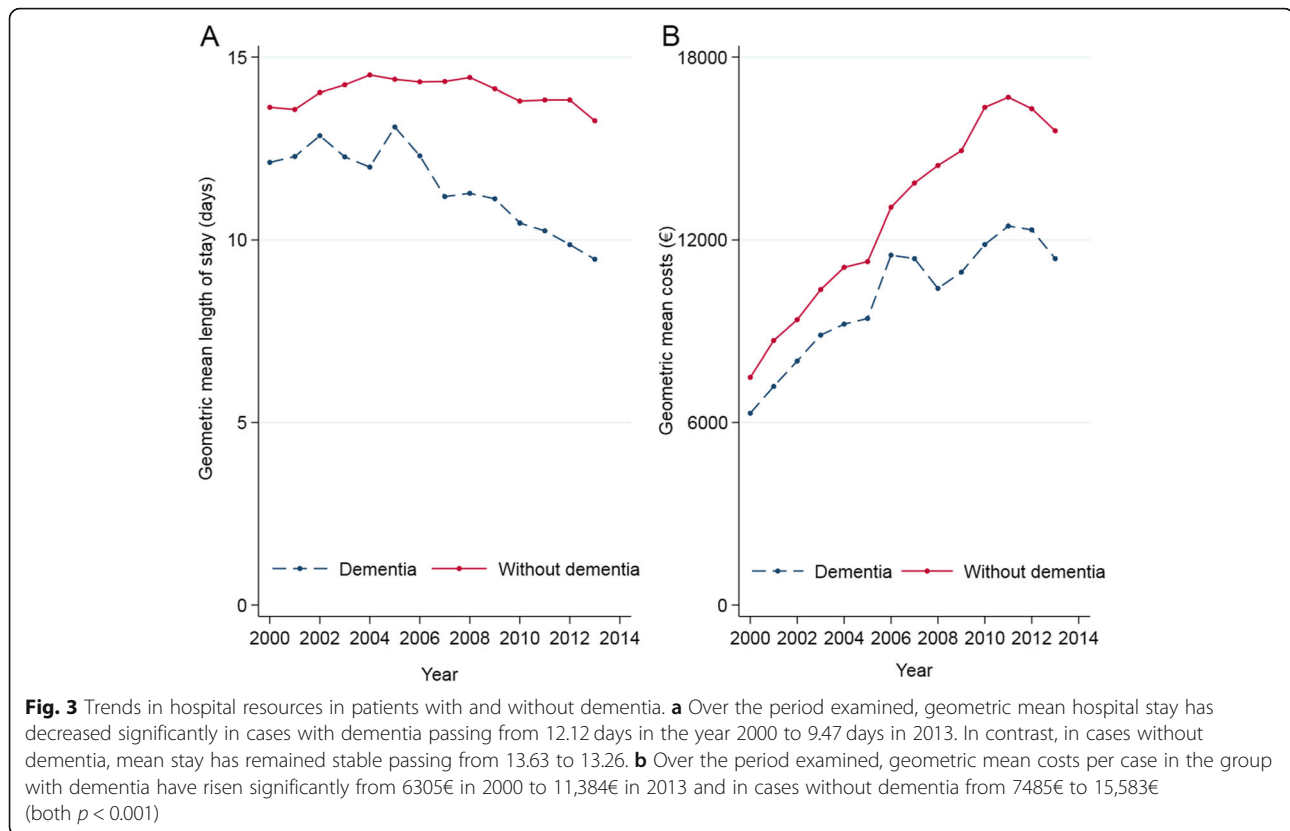 A
B
15
10
5
0
Geometric mean length of stay (days)
Dementia
Without dementia
2000 2002 2004 2006 2008 2010 2012 2014
Year
18000
12000
6000
0
Geometric mean costs (€)
Dementia
Without dementia
2000 2002 2004 2006 2008 2010 2012 2014
Year
Fig. 3 Trends in hospital resources in patients with and without dementia. a Over the period examined, geometric mean hospital stay has
decreased significantly in cases with dementia passing from 12.12 days in the year 2000 to 9.47 days in 2013. In contrast, in cases without
dementia, mean stay has remained stable passing from 13.63 to 13.26. b Over the period examined, geometric mean costs per case in the group
with dementia have risen significantly from 6305€ in 2000 to 11,384€ in 2013 and in cases without dementia from 7485€ to 15,583€
(both p < 0.001)